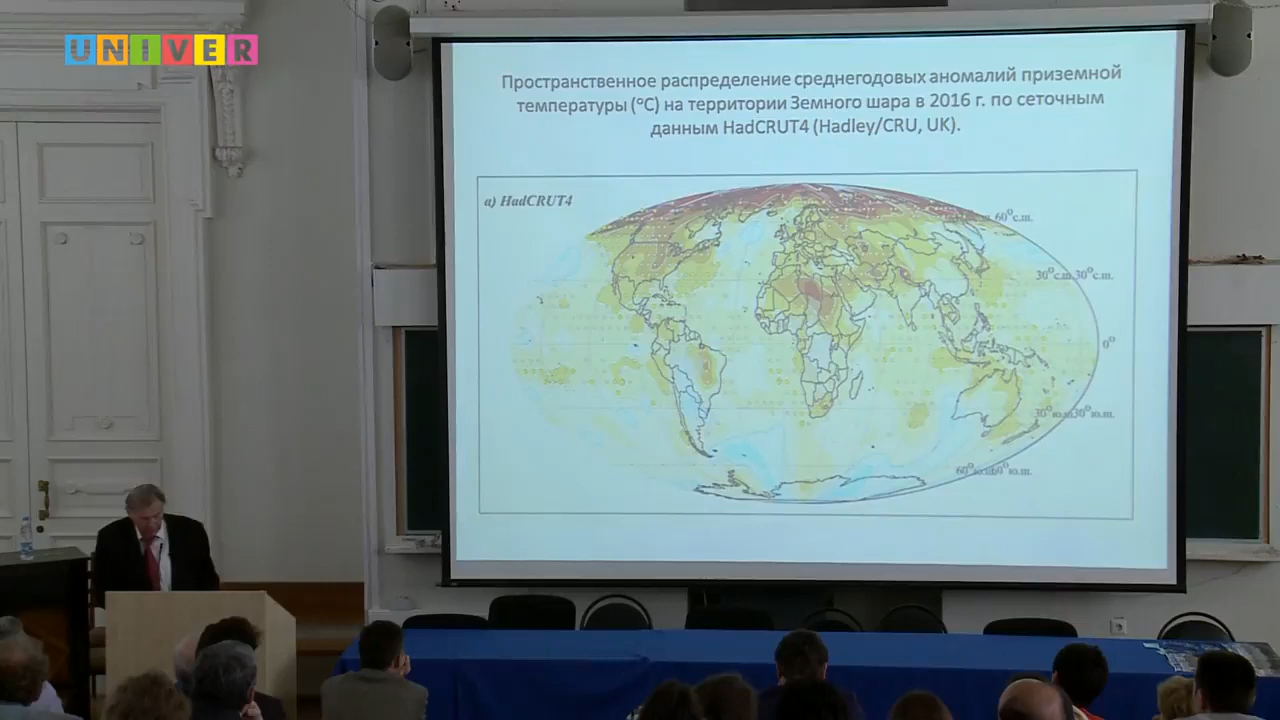 UNIVER
Пространственное распределение среднегодовых аномалий приземной
температуры (°С) на территории Земного шара в 2016 г. по сеточным
данным HadCRUT4 (Hadley/CRU, UK).
а) HadCRUT4
60°с.ш.
30°с.ш.30°с.ш.
0°
30°ю.ш.30°ю.ш.
60°ю.ш.60°ю.ш.